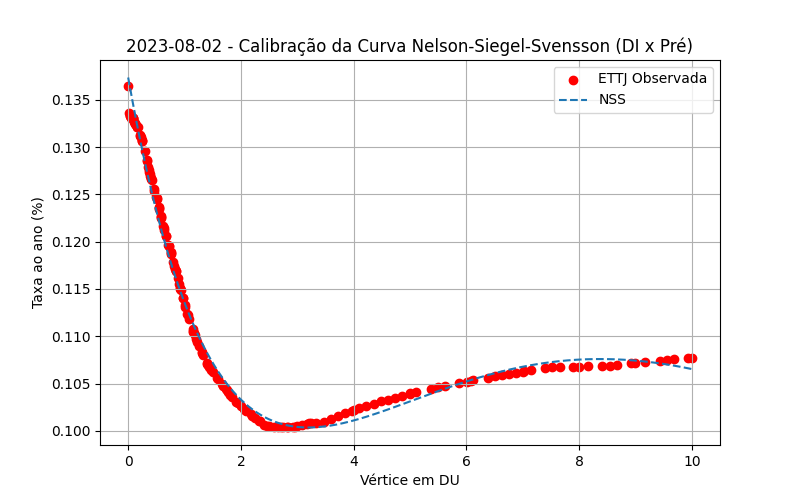 2023-08-02 - Calibração da Curva Nelson-Siegel-Svensson (DI x Pré)
ETTJ Observada
NSS
Taxa ao ano (%)
0.135
0.130
0.125
0.120
0.115
0.110
0.105
0.100
0 2 4 6 8 10
Vértice em DU